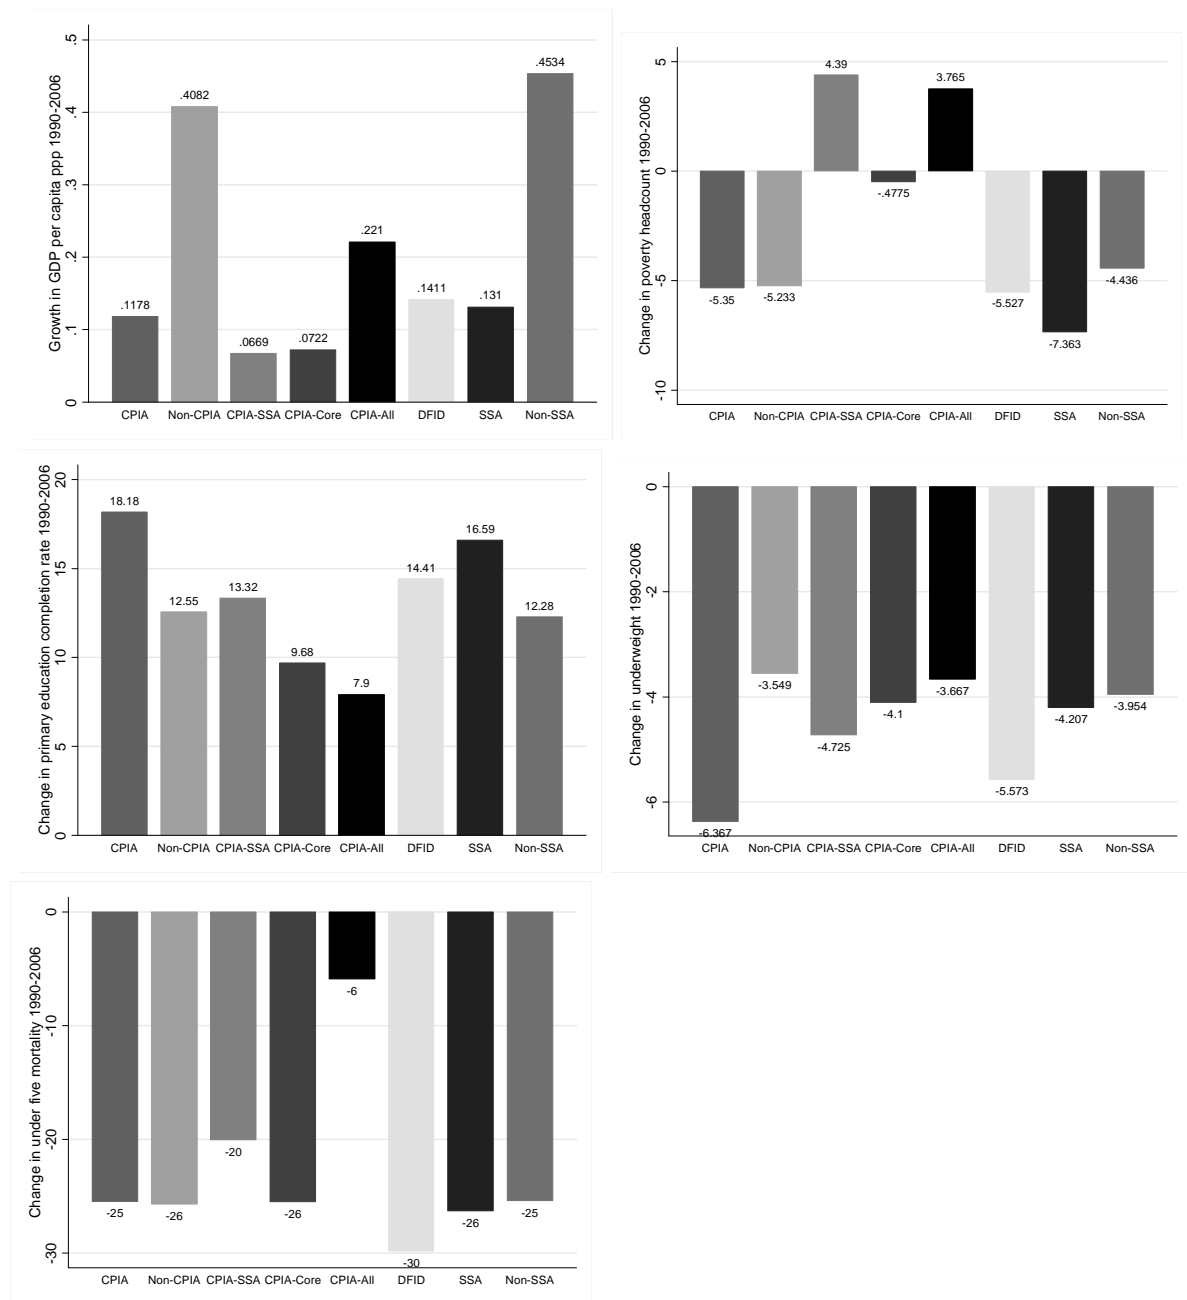 Growth in GDP per capita ppp 1990-2006
0 .1 .2 .3 .4 .5
.1178 .4082 .0669 .0722 .221 .1411 .131 .4534
CPIA Non-CPIA CPIA-SSA CPIA-Core CPIA-All DFID SSA Non-SSA
Change in poverty headcount 1990-2006
-10 -5 0 5
-5.35 -5.233 4.39 -.4775 3.765 -5.527 -7.363 -4.436
CPIA Non-CPIA CPIA-SSA CPIA-Core CPIA-All DFID SSA Non-SSA
Change in primary education completion rate 1990-2006
0 5 10 15 20
18.18 12.55 13.32 9.68 7.9 14.41 16.59 12.28
CPIA Non-CPIA CPIA-SSA CPIA-Core CPIA-All DFID SSA Non-SSA
Change in underweight 1990-2006
-6 -4 -2 0
-6.367 -3.549 -4.725 -4.1 -3.667 -5.573 -4.207 -3.954
CPIA Non-CPIA CPIA-SSA CPIA-Core CPIA-All DFID SSA Non-SSA
Change in under five mortality 1990-2006
-30 -20 -10 0
-25 -26 -20 -26 -6 -30 -26 -25
CPIA Non-CPIA CPIA-SSA CPIA-Core CPIA-All DFID SSA Non-SSA